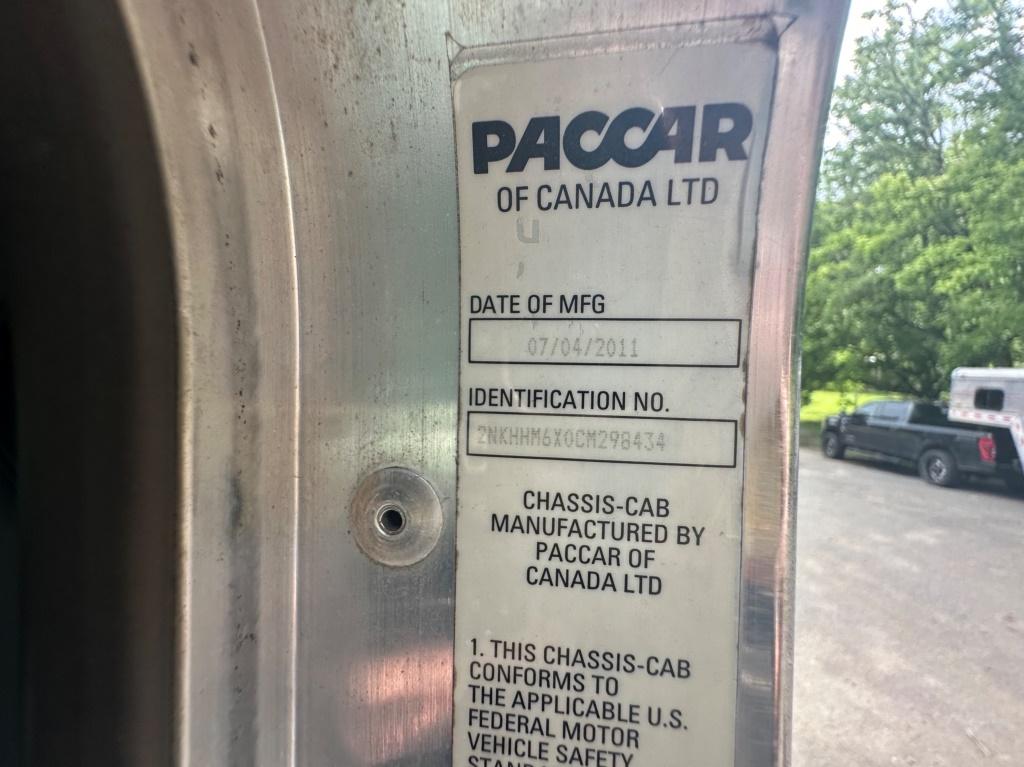 PACCAR
OF CANADA LTD
u
DATE OF MFG
07/04/2011
IDENTIFICATION NO.
2NKHHM6X0CM298434
CHASSIS-CAB
MANUFACTURED BY
PACCAR OF
CANADA LTD
1. THIS CHASSIS-CAB
CONFORMS TO
THE APPLICABLE U.S.
FEDERAL MOTOR
VEHICLE SAFETY